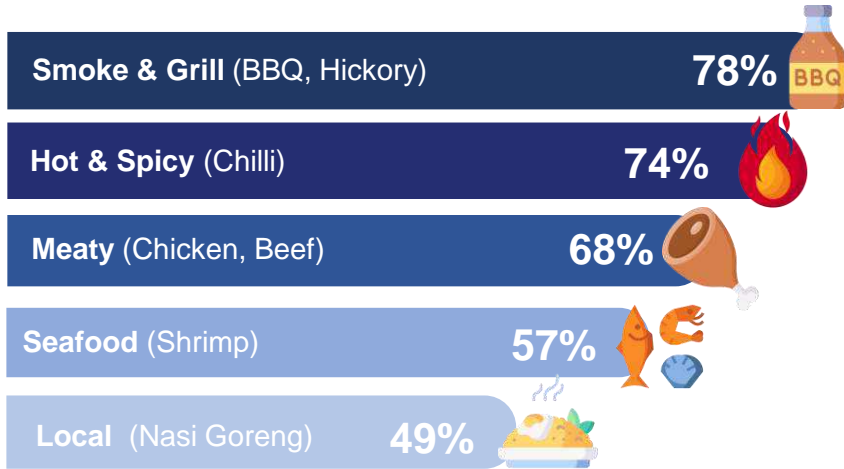 Smoke & Grill (BBQ, Hickory) 78%
BBQ
Hot & Spicy (Chilli) 74%
Meaty (Chicken, Beef) 68%
Seafood (Shrimp) 57%
Local (Nasi Goreng) 49%